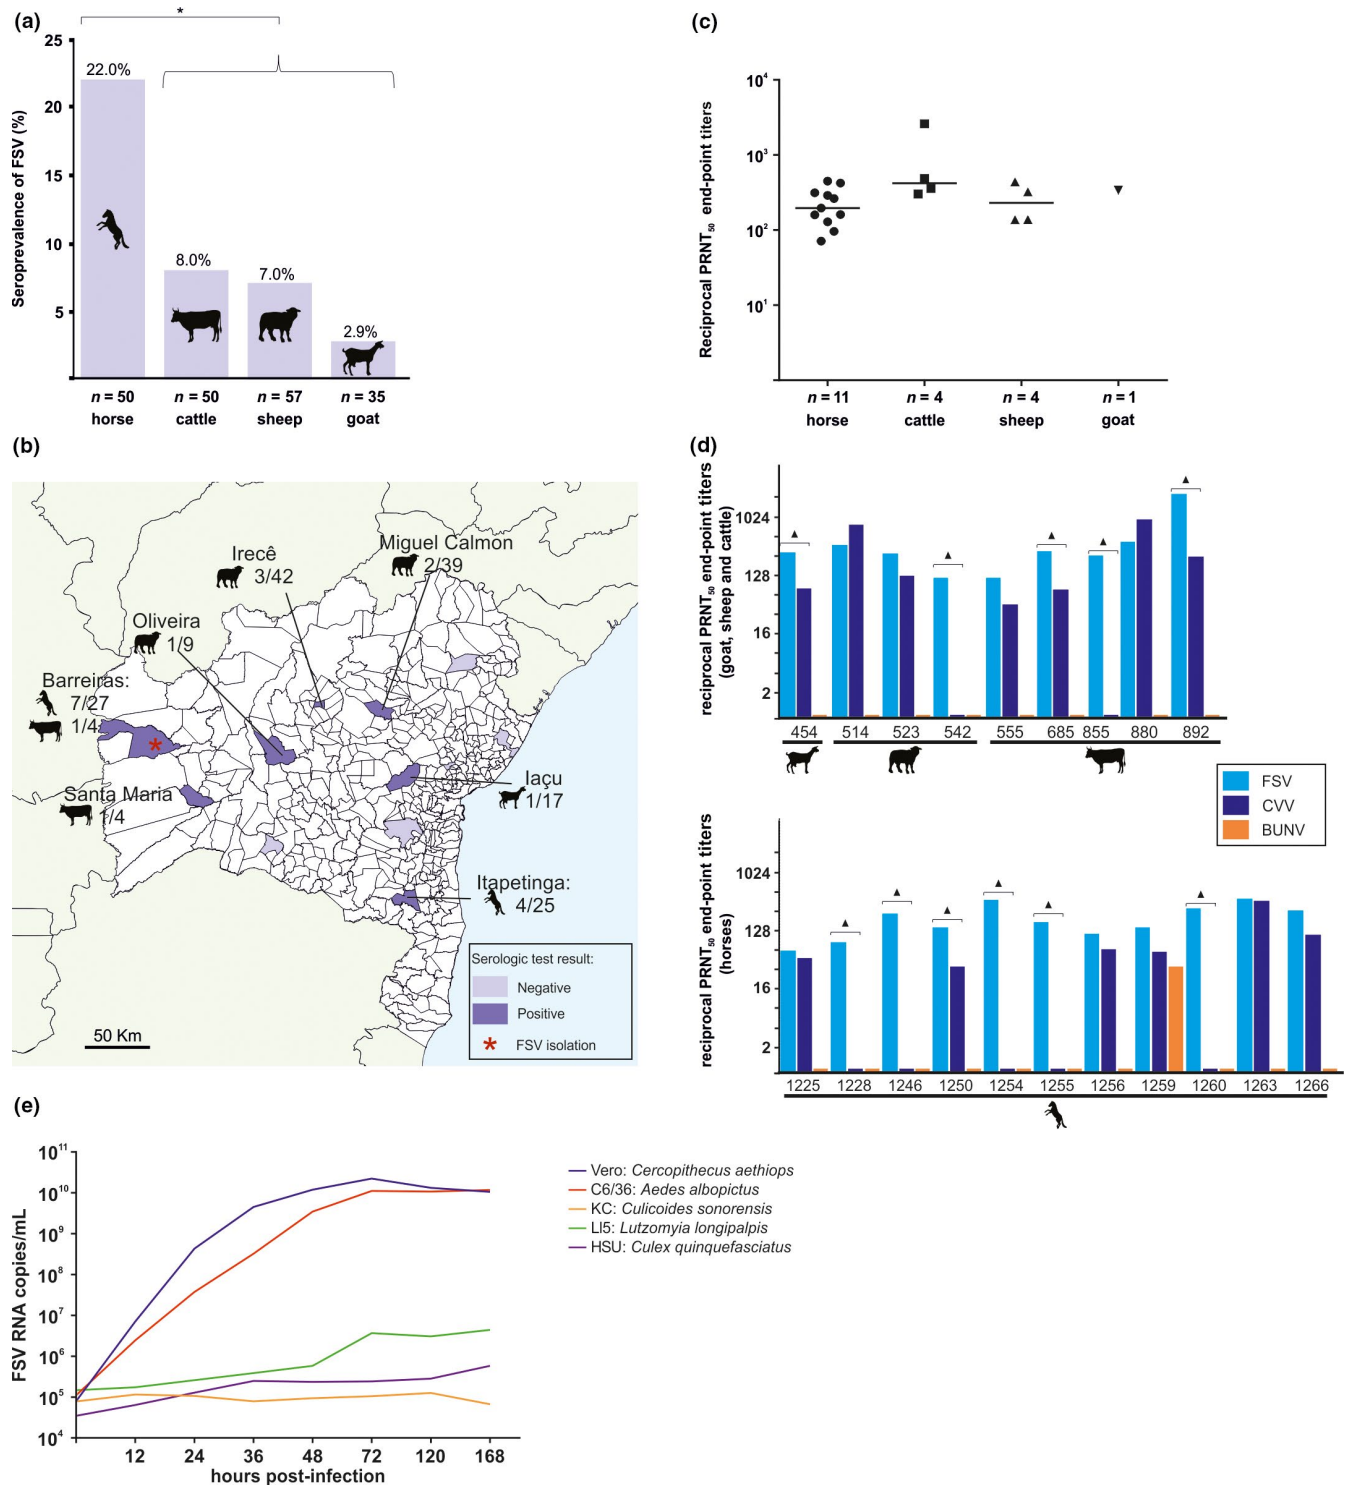 (a)
*
Seroprevalence of FSV (%)
25
20
15
10
5
22.0%
8.0%
7.0%
2.9%
n = 50 n = 50 n = 57 n = 35
horse cattle sheep goat
(c)
Reciprocal PRNT50 end-point titers
10⁴
10³
10²
10¹
n = 11 n = 4 n = 4 n = 1
horse cattle sheep goat
(b)
Irecê
3/42
Miguel Calmon
2/39
Oliveira
1/9
Barreiras:
7/27
1/4
Santa Maria
1/4
Iaçu
1/17
Itapetinga:
4/25
Serologic test result:
Negative
Positive
* FSV isolation
50 Km
(d)
reciprocal PRNT50 end-point titers
(goat, sheep and cattle)
1024
128
16
2
454 514 523 542 555 685 855 880 892
FSV
CVV
BUNV
reciprocal PRNT50 end-point titers
(horses)
1024
128
16
2
1225 1228 1246 1250 1254 1255 1256 1259 1260 1263 1266
(e)
FSV RNA copies/mL
10¹¹
10¹⁰
10⁹
10⁸
10⁷
10⁶
10⁵
10⁴
12 24 36 48 72 120 168
hours post-infection
Vero: Cercopithecus aethiops
C6/36: Aedes albopictus
KC: Culicoides sonorensis
Ll5: Lutzomyia longipalpis
HSU: Culex quinquefasciatus